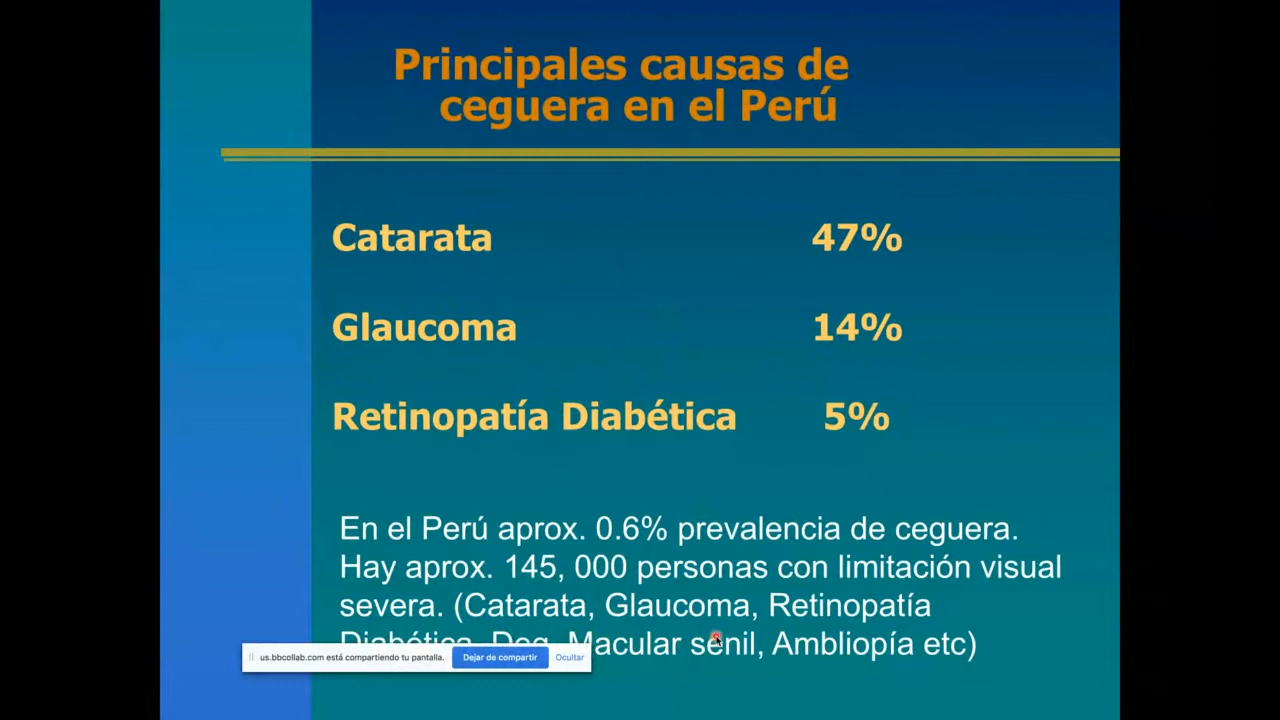 Principales causas de
ceguera en el Perú
Catarata 47%
Glaucoma 14%
Retinopatía Diabética 5%
En el Perú aprox. 0.6% prevalencia de ceguera.
Hay aprox. 145, 000 personas con limitación visual
severa. (Catarata, Glaucoma, Retinopatía
Diabética, Deg. Macular senil, Ambliopía etc)
us.bbcollab.com está compartiendo tu pantalla. Dejar de compartir Ocultar